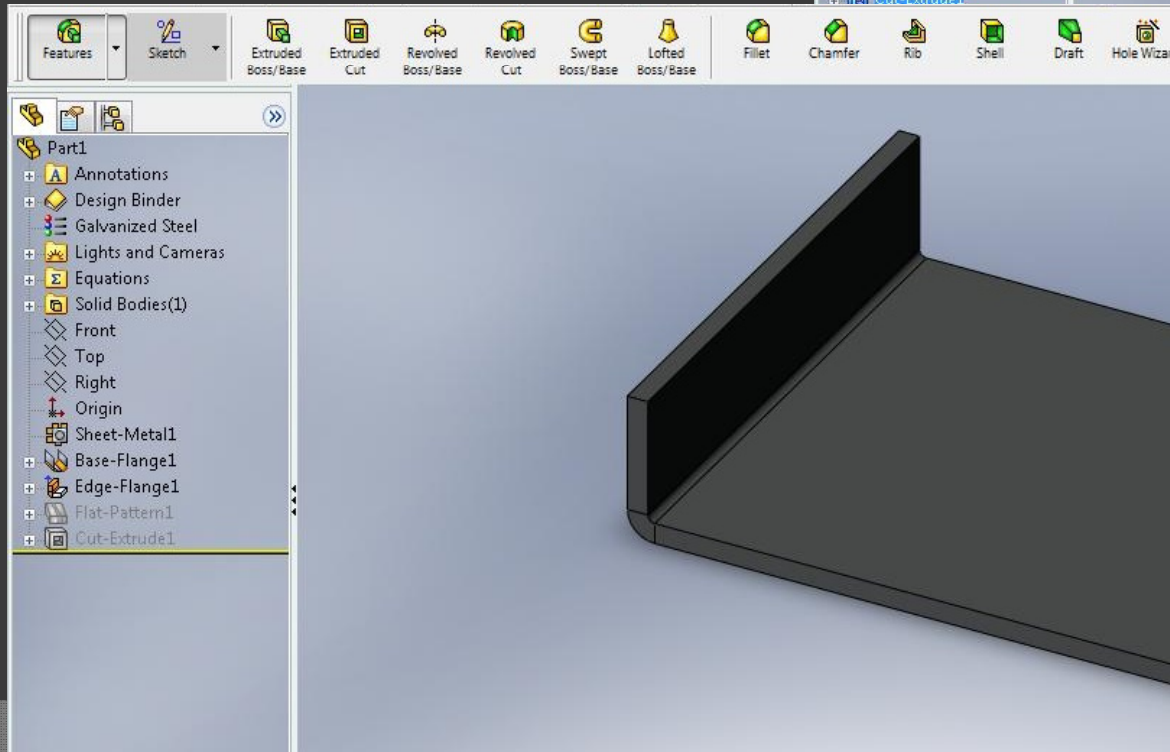 Cut-Extrude1
Features
Sketch
Extruded
Boss/Base
Extruded
Cut
Revolved
Boss/Base
Revolved
Cut
Swept
Boss/Base
Lofted
Boss/Base
Fillet
Chamfer
Rib
Shell
Draft
Hole Wizar
Part1
Annotations
Design Binder
Galvanized Steel
Lights and Cameras
Equations
Solid Bodies(1)
Front
Top
Right
Origin
Sheet-Metal1
Base-Flange1
Edge-Flange1
Flat-Pattern1
Cut-Extrude1